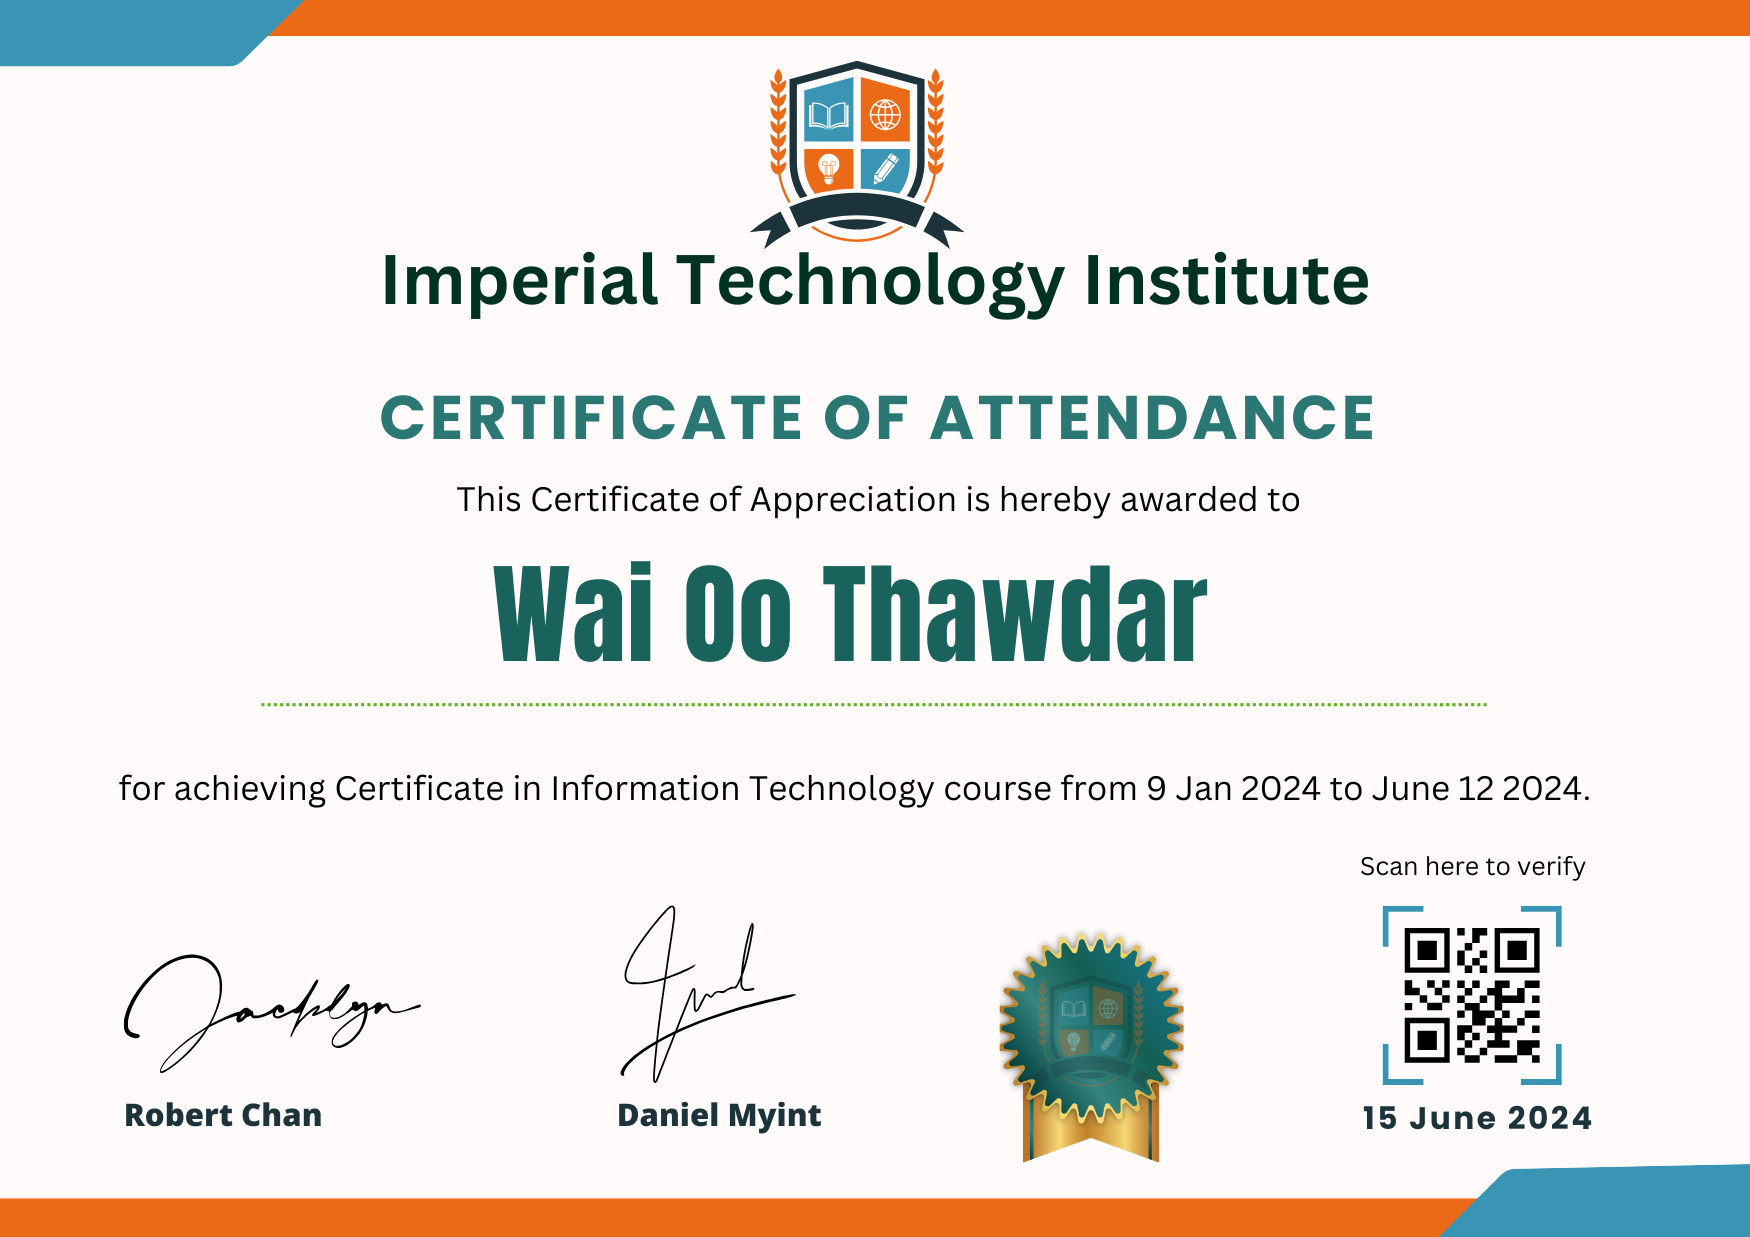 Imperial Technology Institute
CERTIFICATE OF ATTENDANCE
This Certificate of Appreciation is hereby awarded to
Wai Oo Thawdar
for achieving Certificate in Information Technology course from 9 Jan 2024 to June 12 2024.
Scan here to verify
Jacklyn
Robert Chan
Daniel Myint
15 June 2024